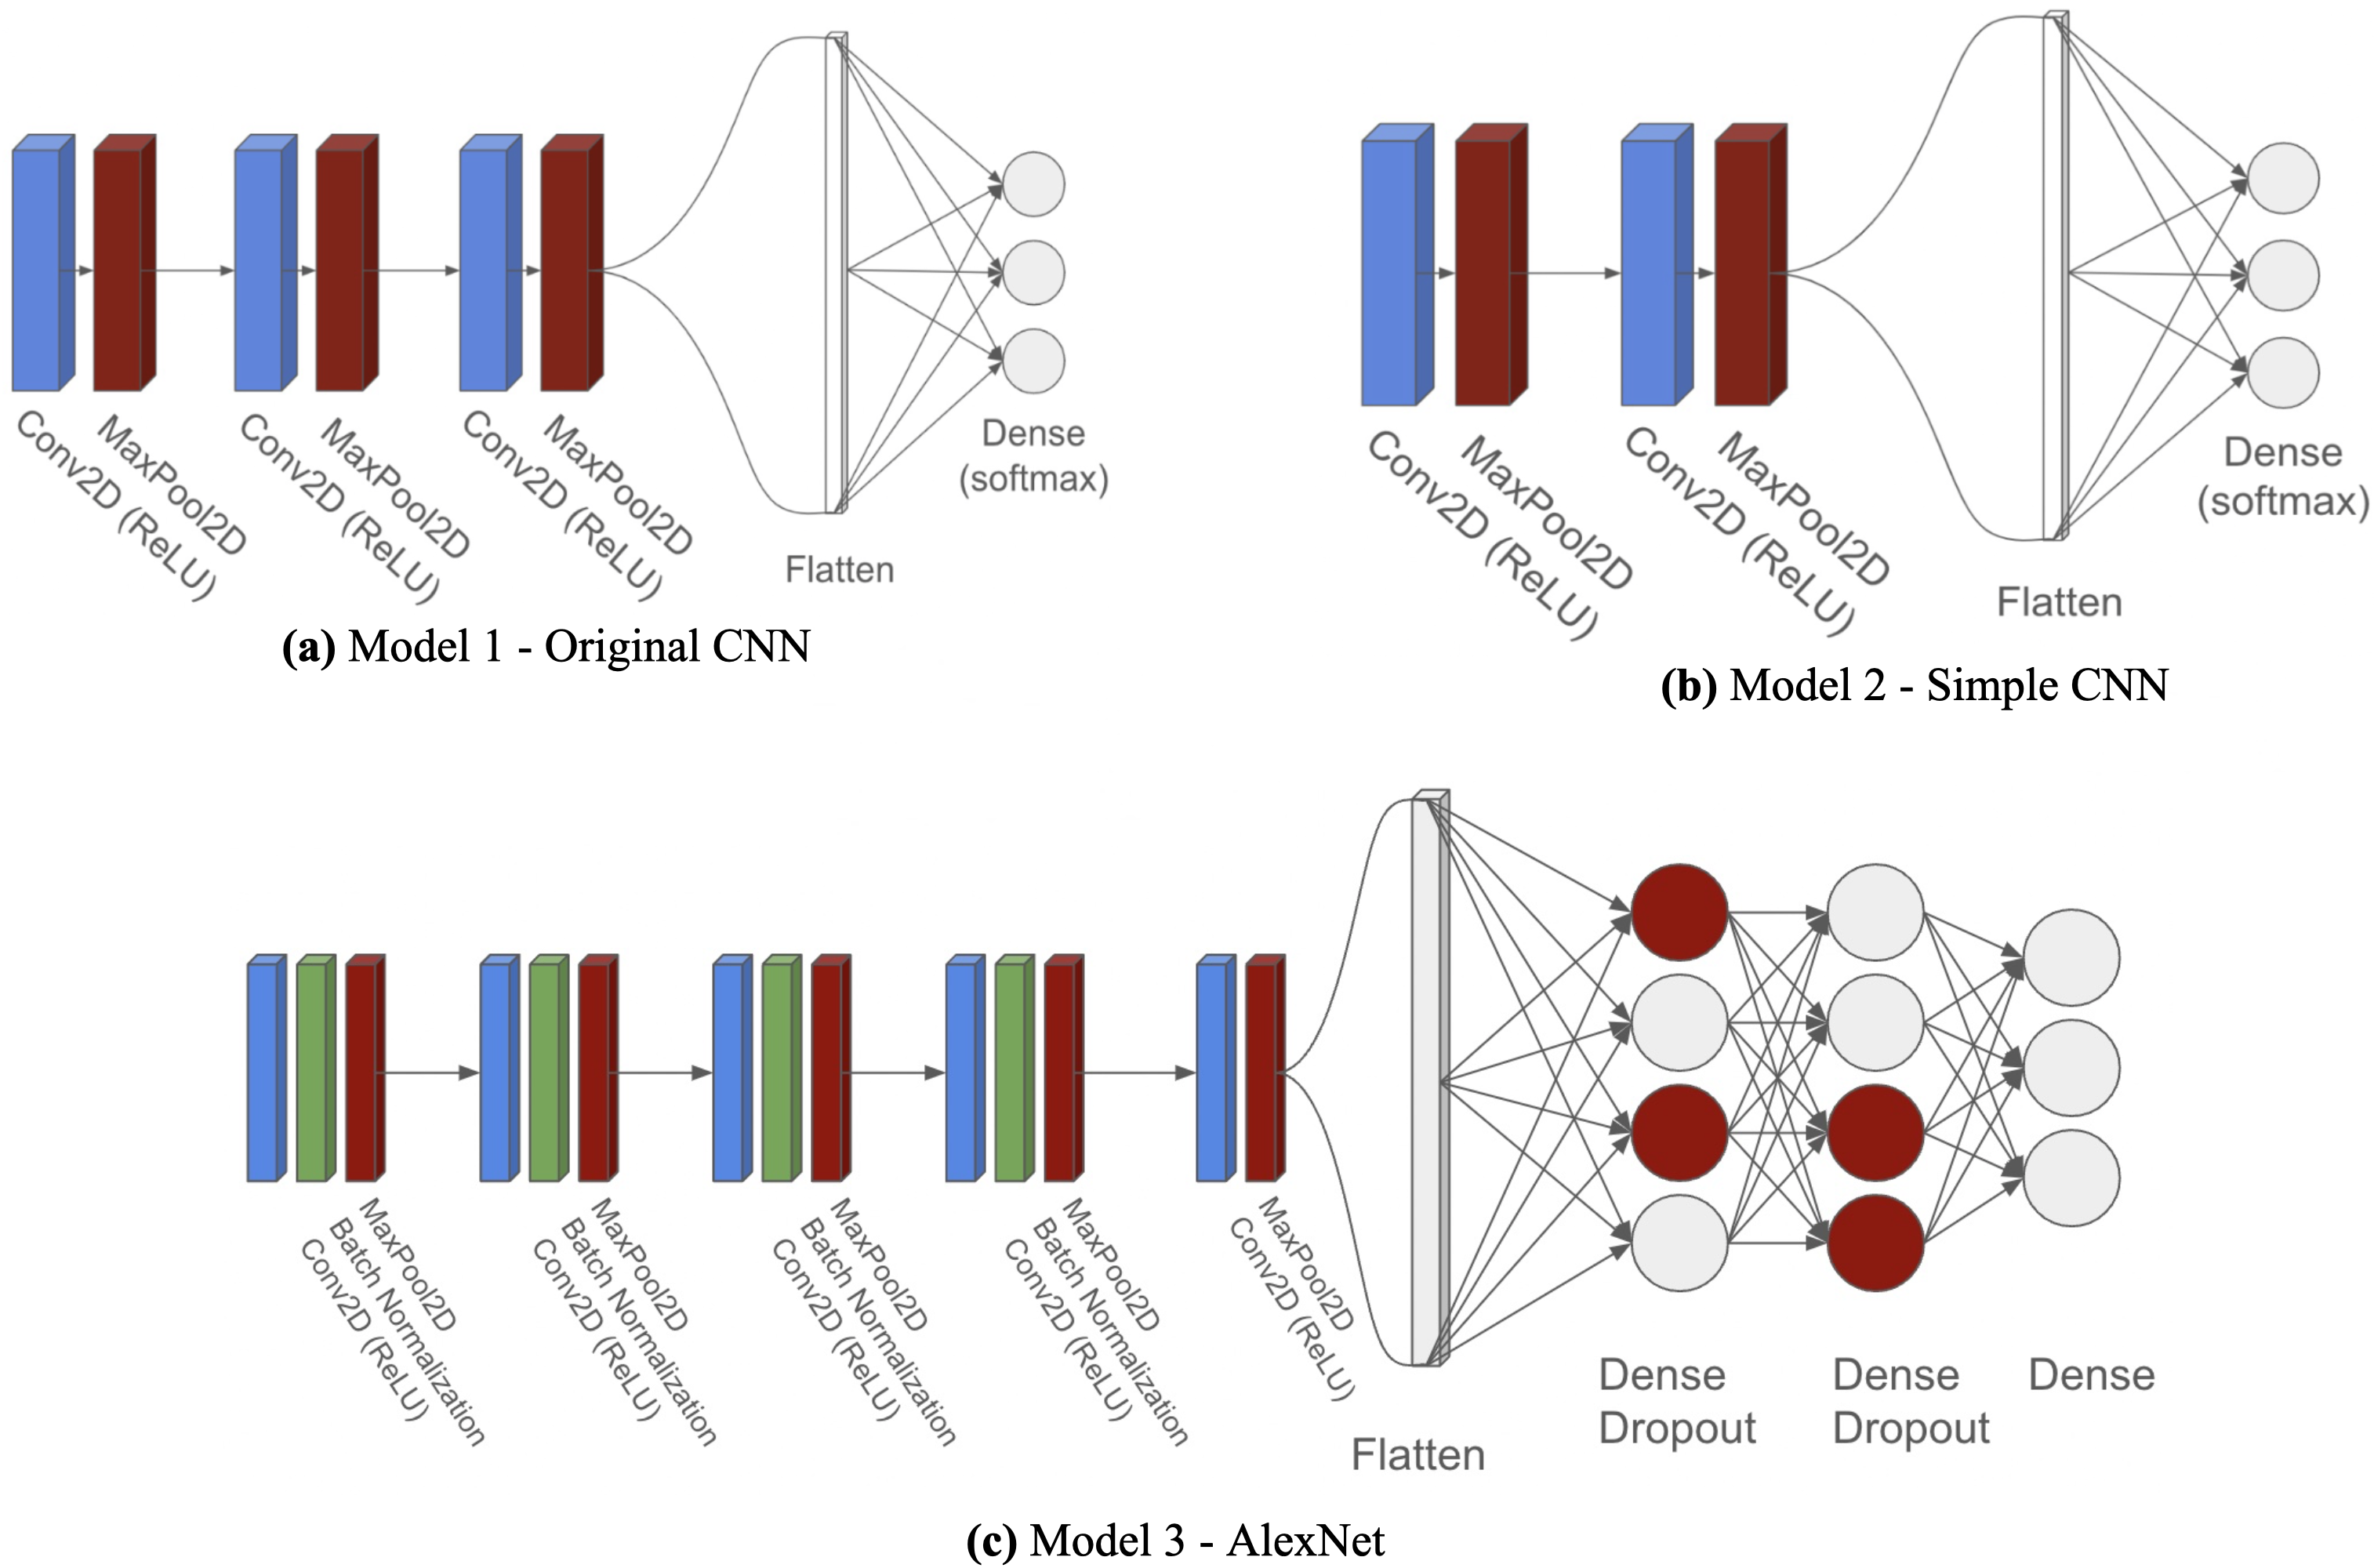 Conv2D (ReLU)
MaxPool2D
Conv2D (ReLU)
MaxPool2D
Conv2D (ReLU)
MaxPool2D
Flatten
Dense
(softmax)
(a) Model 1 - Original CNN
Conv2D (ReLU)
MaxPool2D
Conv2D (ReLU)
MaxPool2D
Flatten
Dense
(softmax)
(b) Model 2 - Simple CNN
MaxPool2D
Batch Normalization
Conv2D (ReLU)
MaxPool2D
Batch Normalization
Conv2D (ReLU)
MaxPool2D
Batch Normalization
Conv2D (ReLU)
MaxPool2D
Batch Normalization
Conv2D (ReLU)
MaxPool2D
Conv2D (ReLU)
Flatten
Dense
Dropout
Dense
Dropout
Dense
(c) Model 3 - AlexNet